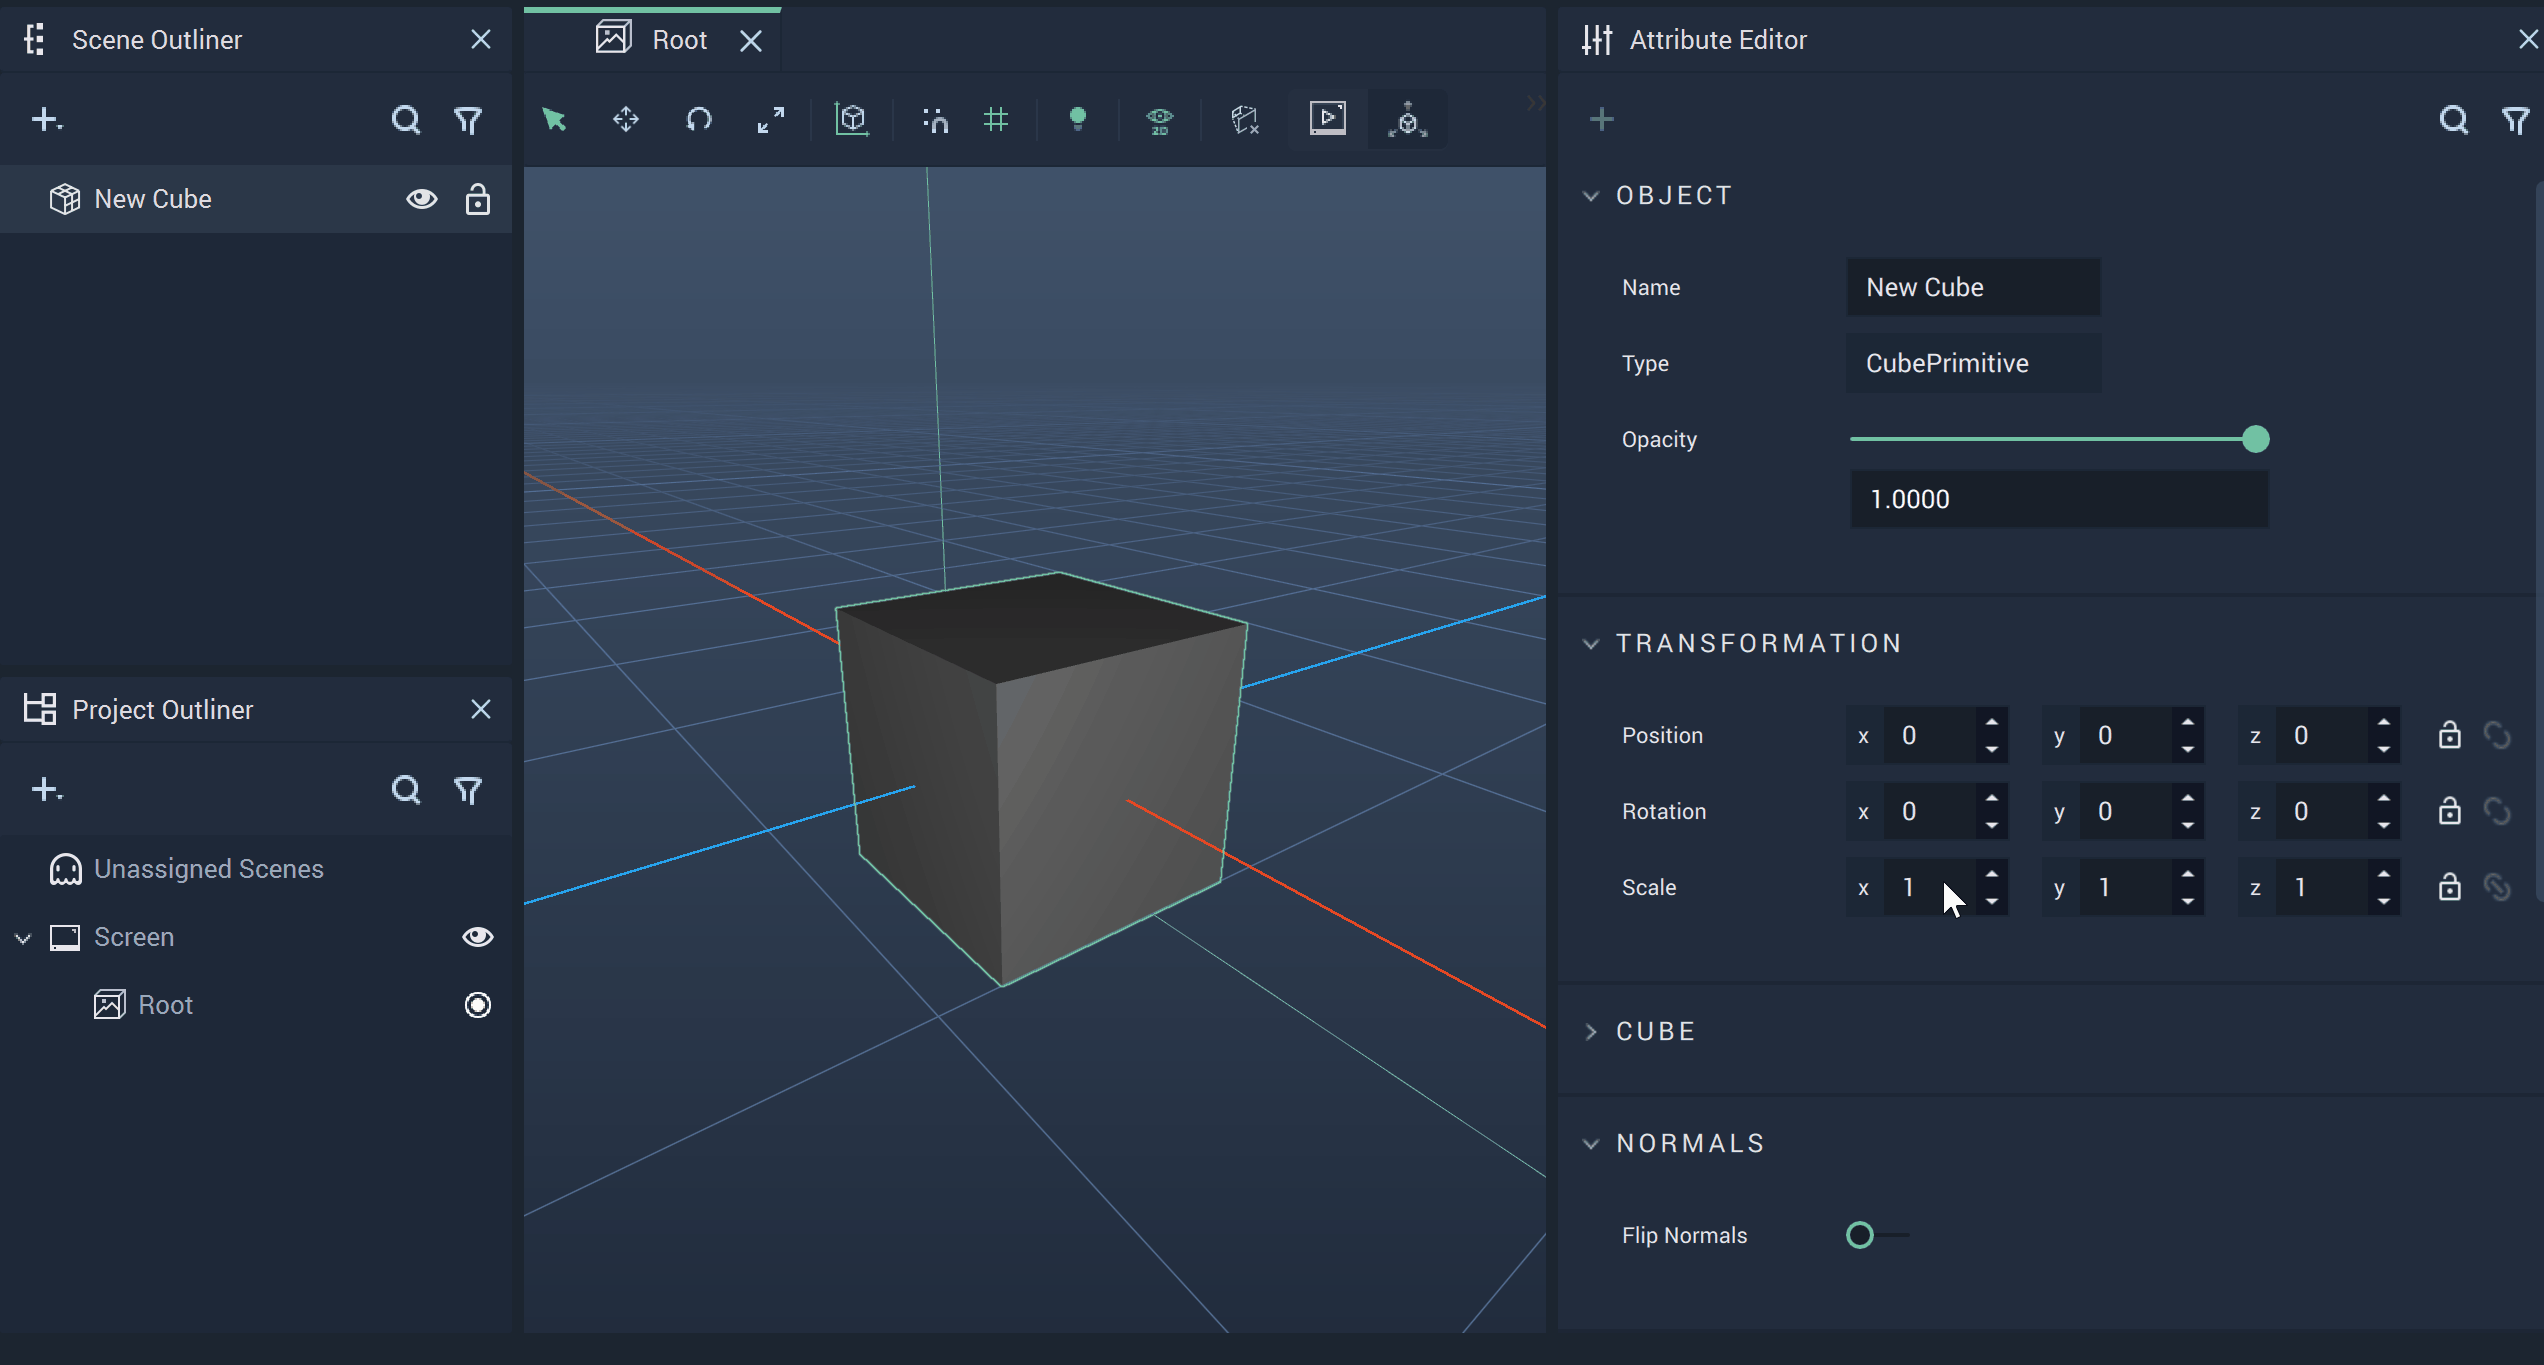 Scene Outliner
New Cube
Project Outliner
Unassigned Scenes
Screen
Root
Root
2D
Attribute Editor
OBJECT
Name New Cube
Type CubePrimitive
Opacity
1.0000
TRANSFORMATION
Position x 0 y 0 z 0
Rotation x 0 y 0 z 0
Scale x 1 y 1 z 1
CUBE
NORMALS
Flip Normals